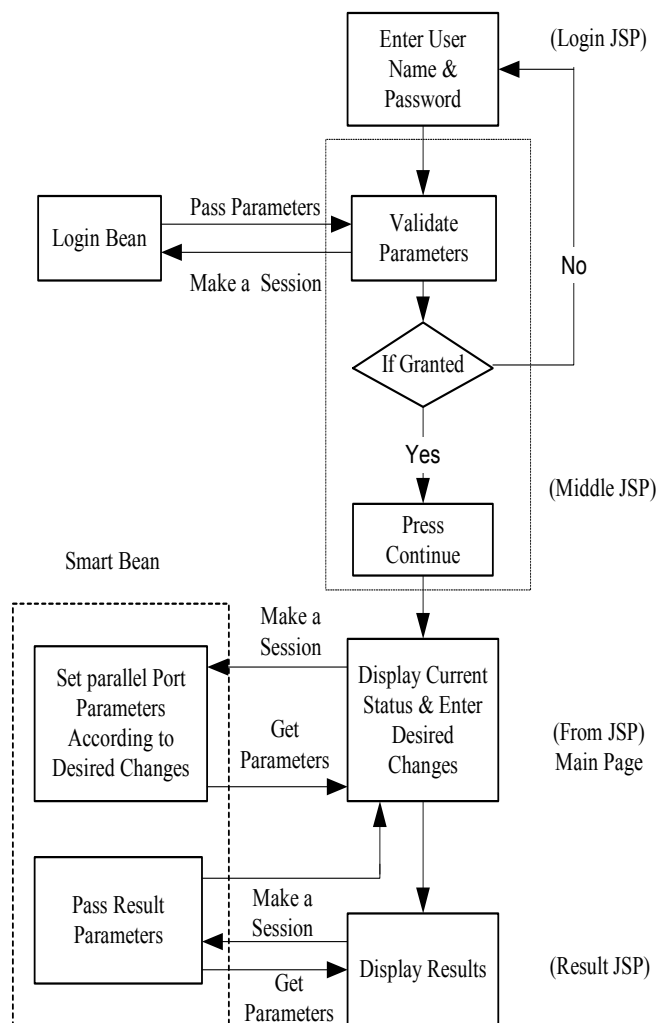 Enter User
Name &
Password
(Login JSP)
Pass Parameters
Login Bean
Validate
Parameters
Make a Session
No
If Granted
Yes
(Middle JSP)
Press
Continue
Smart Bean
Make a
Session
Set parallel Port
Parameters
According to
Desired Changes
Display Current
Status & Enter
Desired
Changes
Get
Parameters
(From JSP)
Main Page
Make a
Session
Pass Result
Parameters
Display Results
(Result JSP)
Get
Parameters